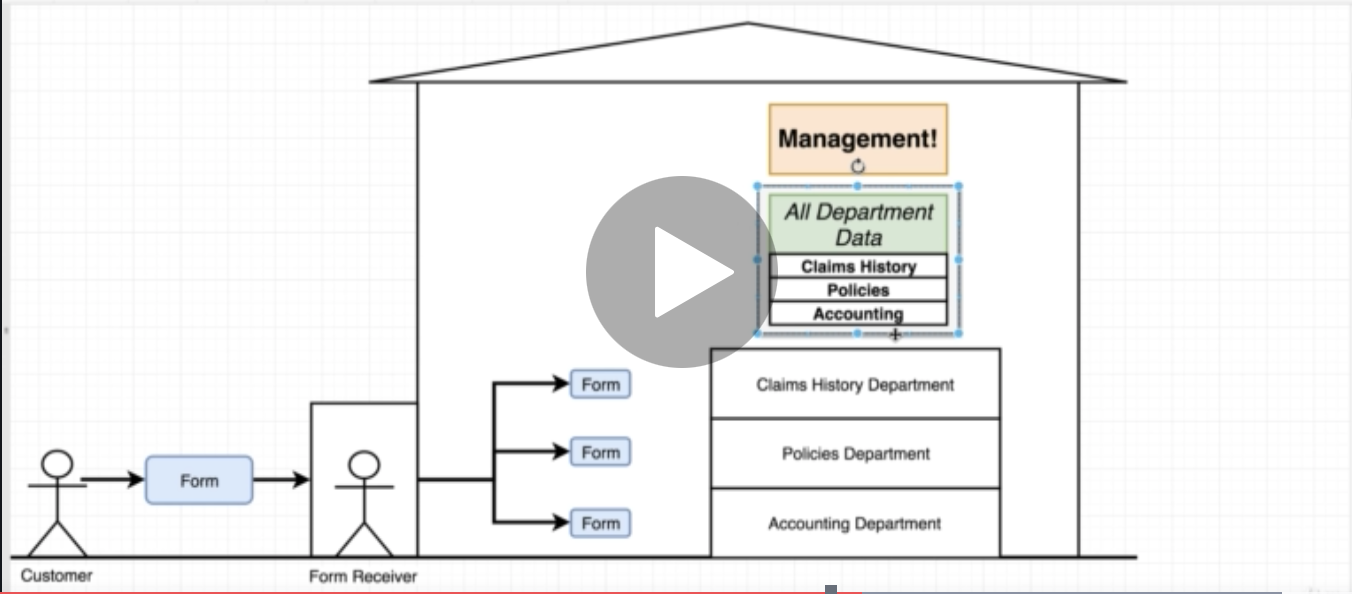 Management!
All Department
Data
Claims History
Policies
Accounting
Form
Claims History Department
Form
Policies Department
Form
Form
Accounting Department
Customer
Form Receiver